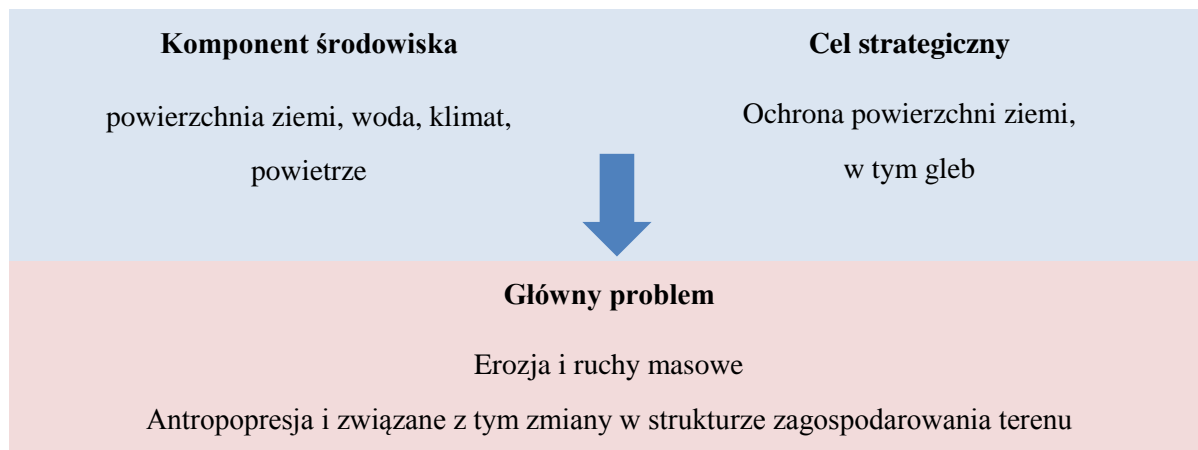 Komponent środowiska
powierzchnia ziemi, woda, klimat,
powietrze
Cel strategiczny
Ochrona powierzchni ziemi,
w tym gleb
Główny problem
Erozja i ruchy masowe
Antropopresja i związane z tym zmiany w strukturze zagospodarowania terenu